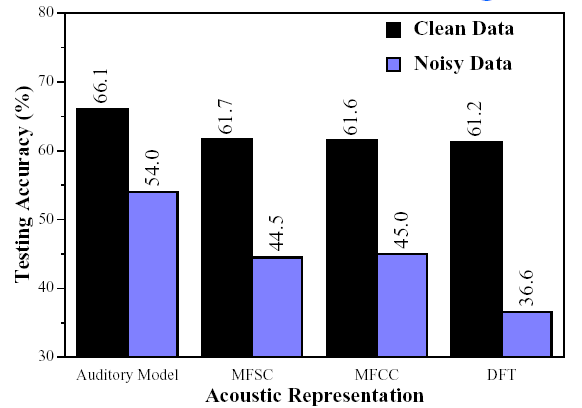 80
70
60
50
40
30
Testing Accuracy (%)
Clean Data
Noisy Data
66.1
54.0
61.7
44.5
61.6
45.0
61.2
36.6
Auditory Model
MFSC
MFCC
DFT
Acoustic Representation